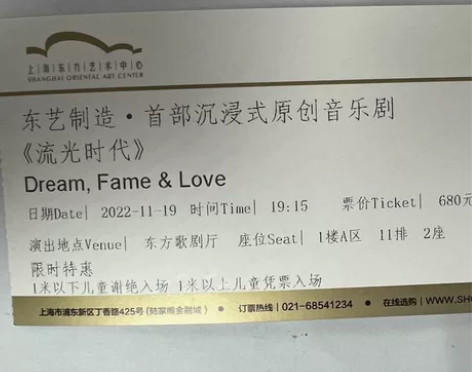 上海东方艺术中心
SHANGHAI ORIENTAL ART CENTER
东艺制造·首部沉浸式原创音乐剧
《流光时代》
Dream, Fame & Love
日期Date| 2022-11-19 时间Time| 19:15 票价Ticket| 680元
演出地点Venue| 东方歌剧厅 座位Seat| 1楼A区 11排 2座
限时特惠
1米以下儿童谢绝入场 1米以上儿童凭票入场
上海市浦东新区丁香路425号 (陆家嘴金融城) ● 订票热线 | 021-68541234 ● 在线选购 | WWW.SH